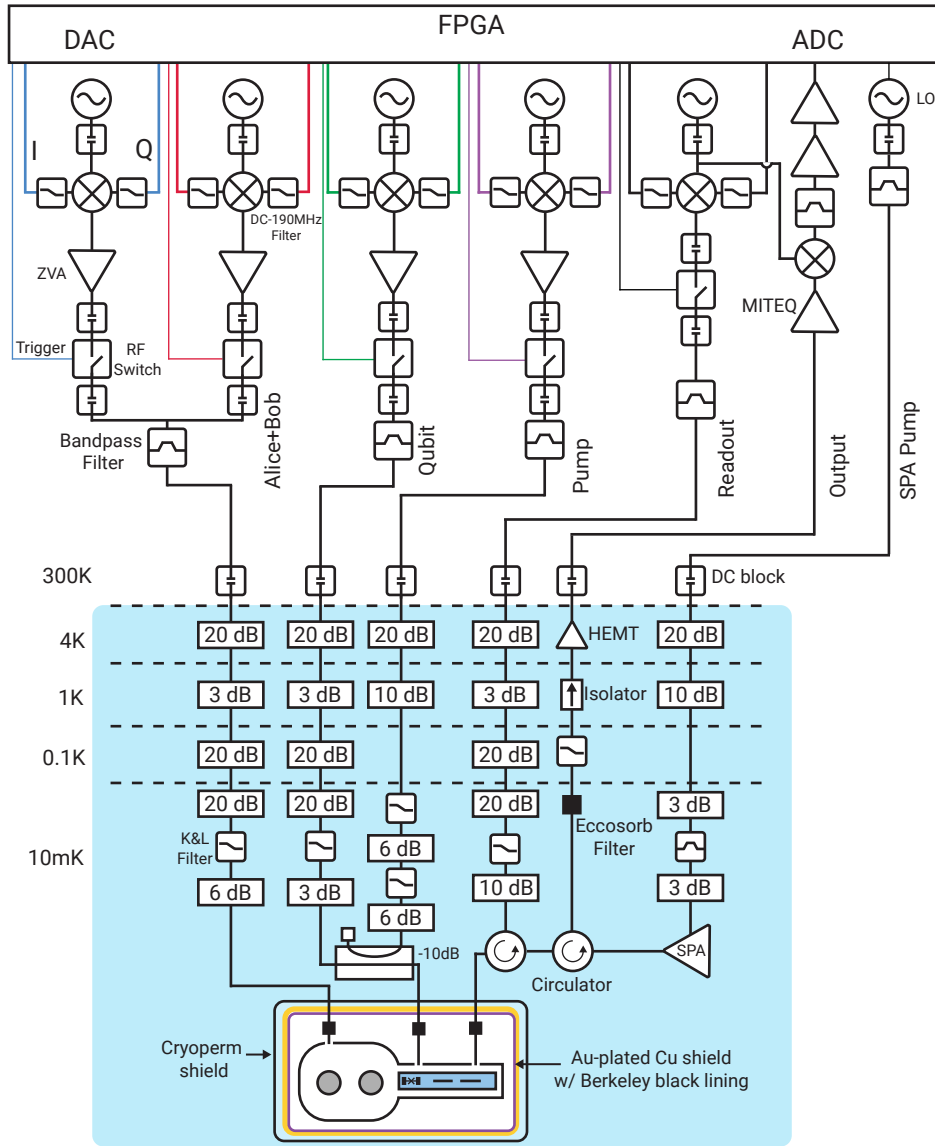 FPGA
DAC
ADC
LO
I
Q
DC-190MHz
Filter
ZVA
MITEQ
Trigger
RF
Switch
Bandpass
Filter
Alice+Bob
Qubit
Pump
Readout
Output
SPA Pump
300K
DC block
4K
20 dB
20 dB
20 dB
20 dB
HEMT
20 dB
1K
3 dB
3 dB
10 dB
3 dB
Isolator
10 dB
0.1K
20 dB
20 dB
20 dB
20 dB
20 dB
20 dB
3 dB
K&L
Filter
6 dB
Eccosorb
Filter
10mK
6 dB
3 dB
10 dB
3 dB
6 dB
-10dB
SPA
Circulator
Cryoperm
shield
Au-plated Cu shield
w/ Berkeley black lining